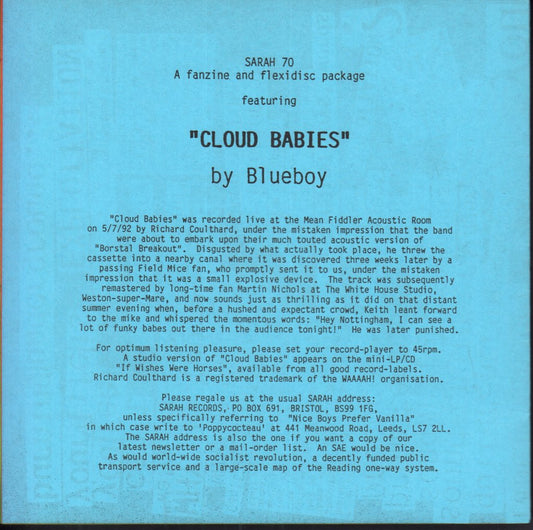 SARAH 70
A fanzine and flexidisc package
featuring
"CLOUD BABIES"
by Blueboy
"Cloud Babies" was recorded live at the Mean Fiddler Acoustic Room
on 5/7/92 by Richard Coulthard, under the mistaken impression that the band
were about to embark upon their much touted acoustic version of
"Borstal Breakout". Disgusted by what actually took place, he threw the
cassette into a nearby canal where it was discovered three weeks later by a
passing Field Mice fan, who promptly sent it to us, under the mistaken
impression that it was a small explosive device. The track was subsequently
remastered by long-time fan Martin Nichols at The White House Studio,
Weston-super-Mare, and now sounds just as thrilling as it did on that distant
summer evening when, before a hushed and expectant crowd, Keith leant forward
to the mike and whispered the momentous words: "Hey Nottingham, I can see a
lot of funky babes out there in the audience tonight!" He was later punished.
For optimum listening pleasure, please set your record-player to 45rpm.
A studio version of "Cloud Babies" appears on the mini-LP/CD
"If Wishes Were Horses", available from all good record-labels.
Richard Coulthard is a registered trademark of the WAAAAH! organisation.
Please regale us at the usual SARAH address:
SARAH RECORDS, PO BOX 691, BRISTOL, BS99 1FG,
unless specifically referring to "Nice Boys Prefer Vanilla"
in which case write to 'Poppycocteau' at 441 Meanwood Road, Leeds, LS7 2LL.
The SARAH address is also the one if you want a copy of our
latest newsletter or a mail-order list. An SAE would be nice.
As would world-wide socialist revolution, a decently funded public
transport service and a large-scale map of the Reading one-way system.